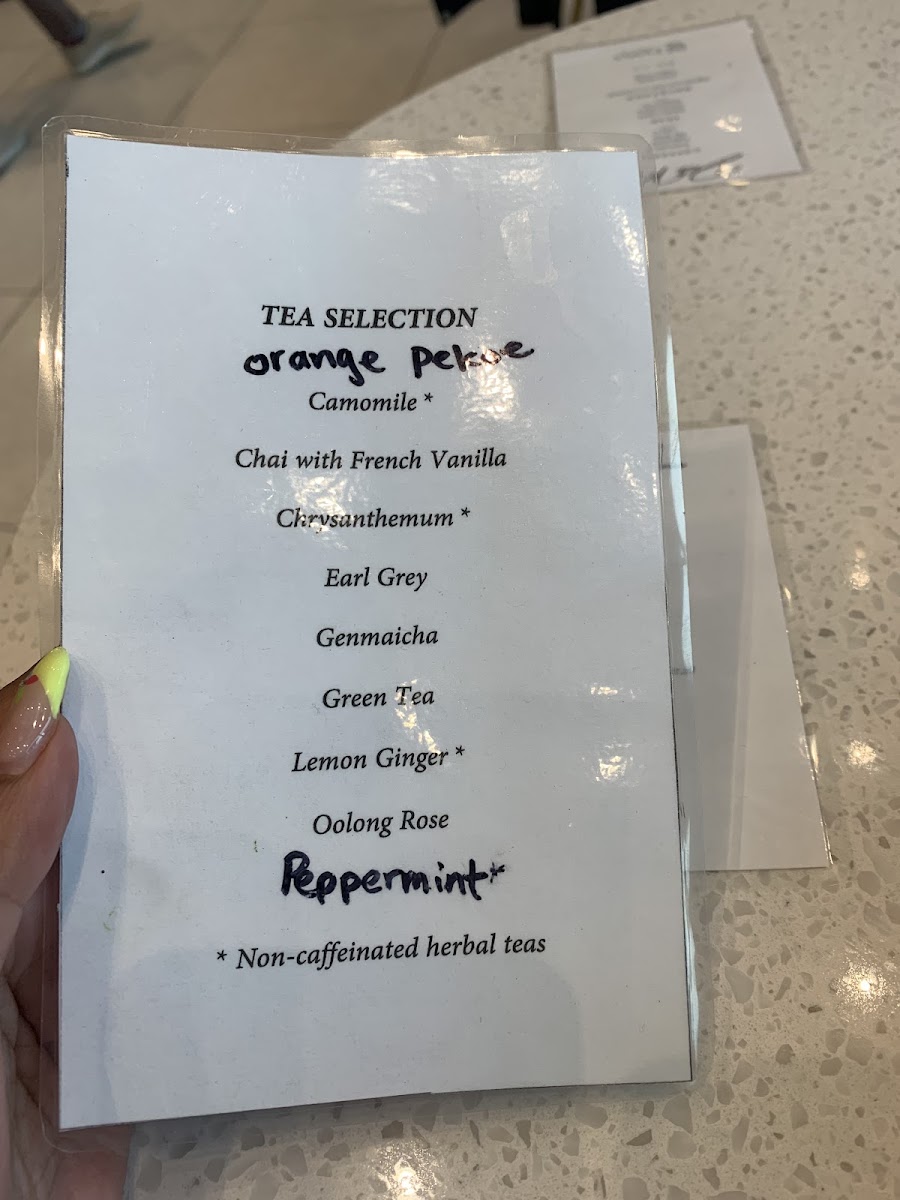 TEA SELECTION
orange pekoe
Camomile *
Chai with French Vanilla
Chrysanthemum *
Earl Grey
Genmaicha
Green Tea
Lemon Ginger *
Oolong Rose
Peppermint*
* Non-caffeinated herbal teas